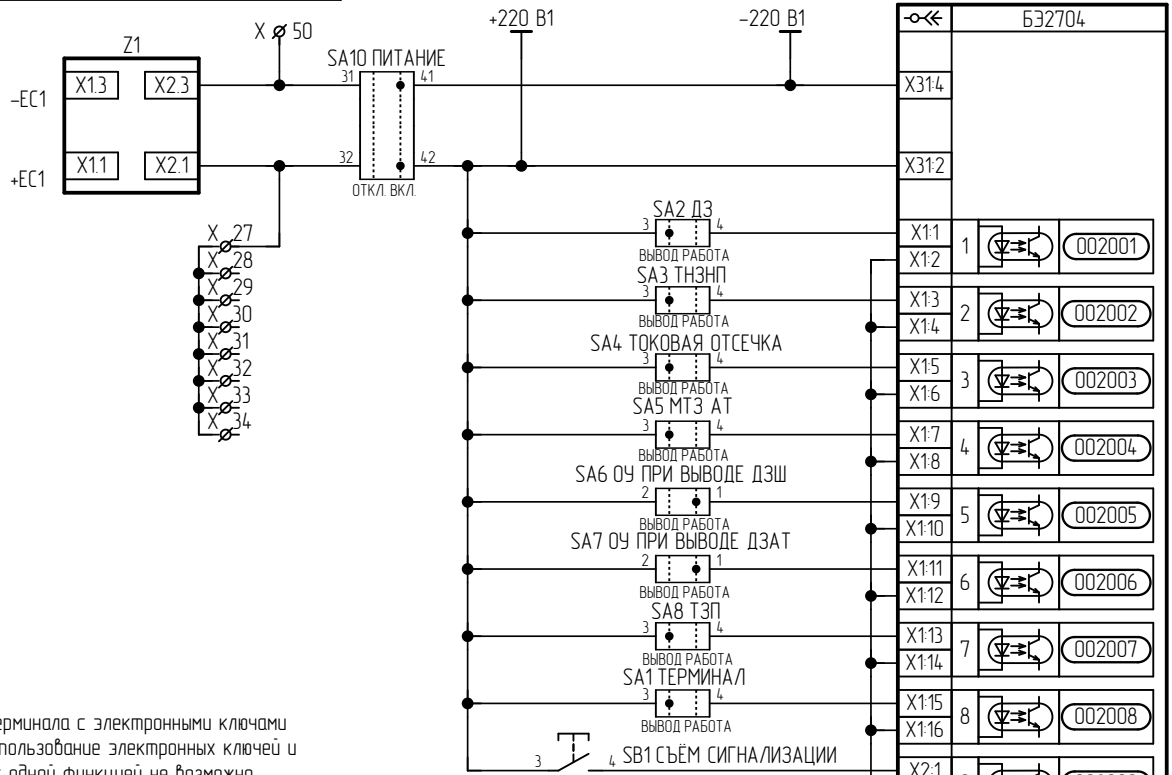 +220 В1
-220 В1
БЭ2704
X 50
Z1
SA10 ПИТАНИЕ
31
41
-EC1
X1.3
X2.3
X31:4
+EC1
X1.1
X2.1
32
42
X31:2
ОТКЛ. ВКЛ.
X 27
X 28
X 29
X 30
X 31
X 32
X 33
X 34
SA2 ДЗ
3
4
ВЫВОД РАБОТА
X1:1
X1:2
1
002001
SA3 ТНЗНП
3
4
ВЫВОД РАБОТА
X1:3
X1:4
2
002002
SA4 ТОКОВАЯ ОТСЕЧКА
3
4
ВЫВОД РАБОТА
X1:5
X1:6
3
002003
SA5 МТЗ АТ
3
4
ВЫВОД РАБОТА
X1:7
X1:8
4
002004
SA6 ОУ ПРИ ВЫВОДЕ ДЗШ
2
1
ВЫВОД РАБОТА
X1:9
X1:10
5
002005
SA7 ОУ ПРИ ВЫВОДЕ ДЗАТ
2
1
ВЫВОД РАБОТА
X1:11
X1:12
6
002006
SA8 ТЗП
3
4
ВЫВОД РАБОТА
X1:13
X1:14
7
002007
SA1 ТЕРМИНАЛ
3
4
ВЫВОД РАБОТА
X1:15
X1:16
8
002008
SB1 СЪЁМ СИГНАЛИЗАЦИИ
3
4
X2:1
ерминала с электронными ключами
пользование электронных ключей и
с одной функцией не возможно